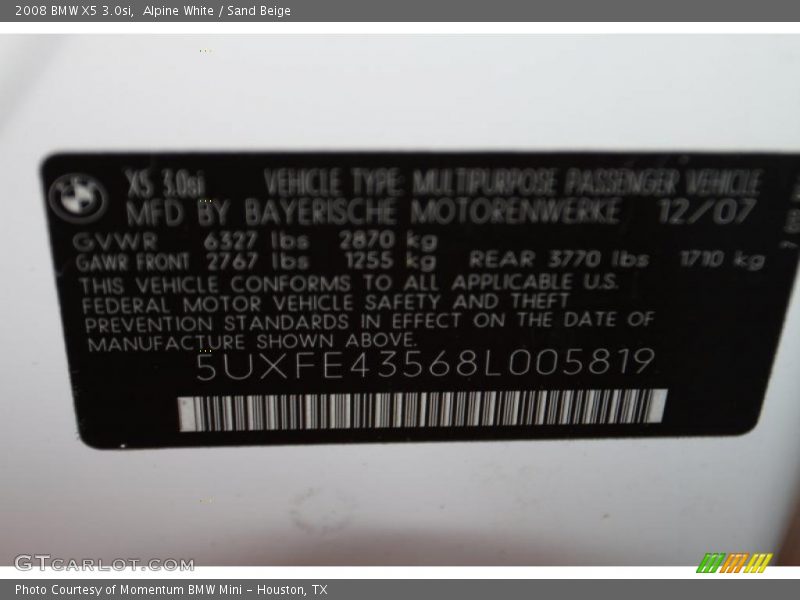 2008 BMW X5 3.0si, Alpine White / Sand Beige
BMW
X5 3.0si VEHICLE TYPE: MULTIPURPOSE PASSENGER VEHICLE
MFD BY BAYERISCHE MOTORENWERKE 12/07
GVWR 6327 lbs 2870 kg
GAWR FRONT 2767 lbs 1255 kg REAR 3770 lbs 1710 kg
THIS VEHICLE CONFORMS TO ALL APPLICABLE U.S.
FEDERAL MOTOR VEHICLE SAFETY AND THEFT
PREVENTION STANDARDS IN EFFECT ON THE DATE OF
MANUFACTURE SHOWN ABOVE.
5UXFE43568L005819
GTCarLot.com
Photo Courtesy of Momentum BMW Mini - Houston, TX